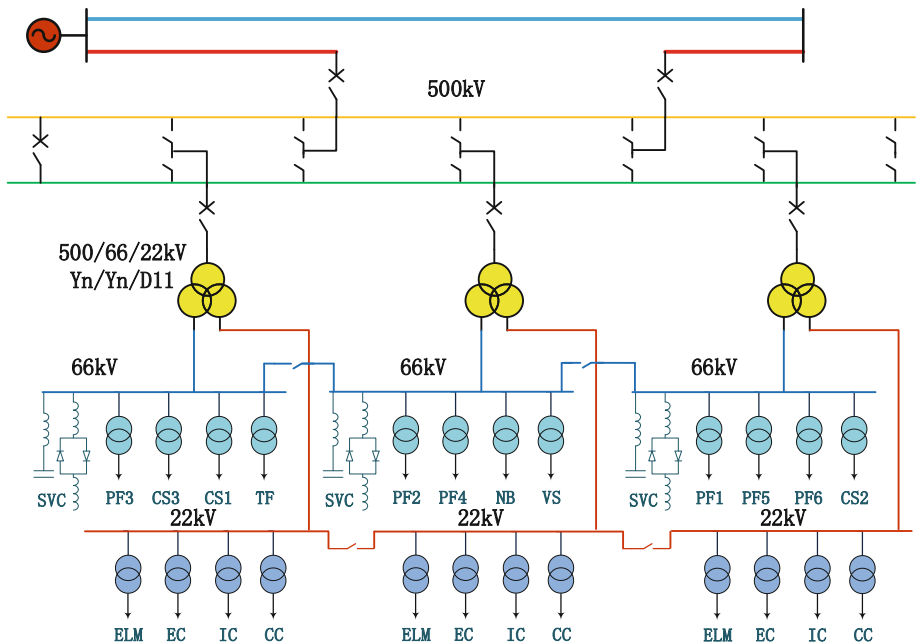 500kV
500/66/22kV
Yn/Yn/D11
66kV 66kV 66kV
SVC PF3 CS3 CS1 TF SVC PF2 PF4 NB VS SVC PF1 PF5 PF6 CS2
22kV 22kV 22kV
ELM EC IC CC ELM EC IC CC ELM EC IC CC